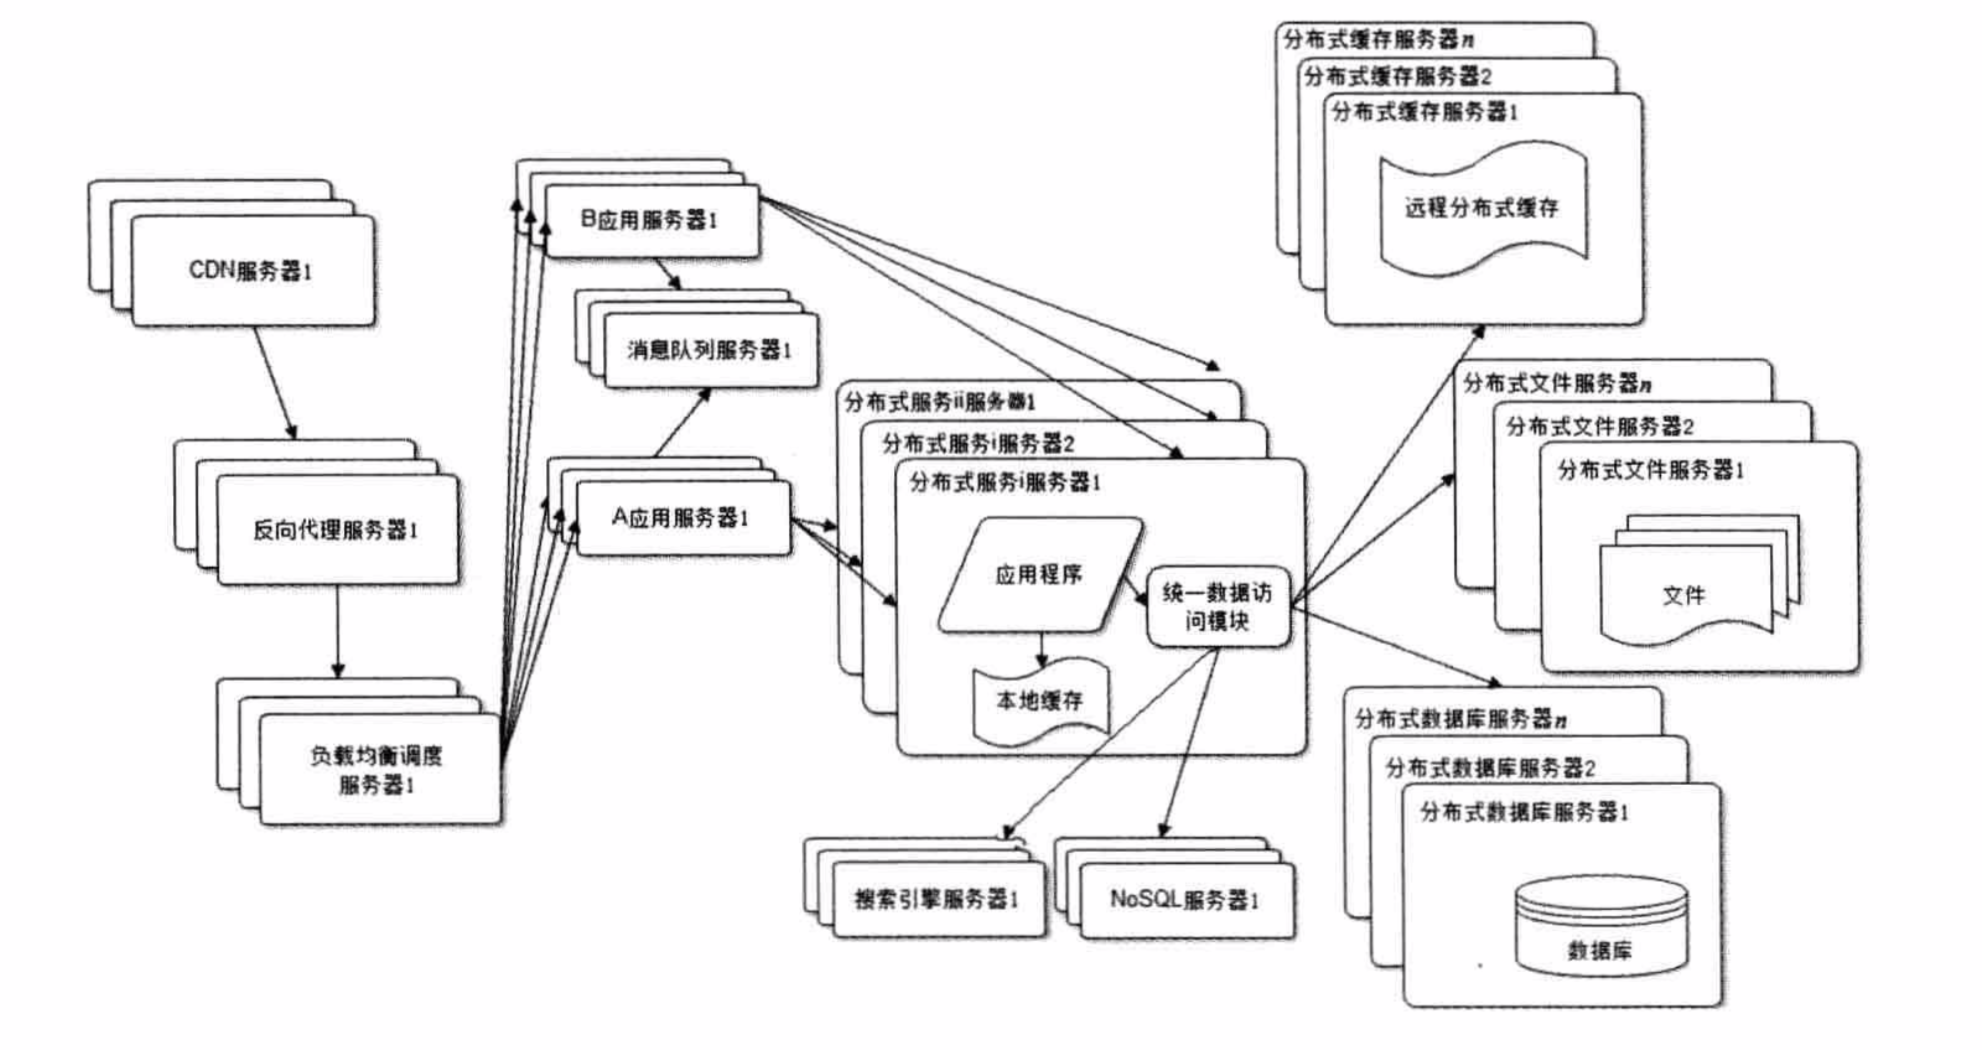 分布式缓存服务器n
分布式缓存服务器2
分布式缓存服务器1
远程分布式缓存
CDN服务器1
B应用服务器1
消息队列服务器1
反向代理服务器1
A应用服务器1
负载均衡调度
服务器1
分布式服务ii服务器1
分布式服务i服务器2
分布式服务i服务器1
应用程序
统一数据访
问模块
本地缓存
分布式文件服务器n
分布式文件服务器2
分布式文件服务器1
文件
分布式数据库服务器n
分布式数据库服务器2
分布式数据库服务器1
数据库
搜索引擎服务器1
NoSQL服务器1